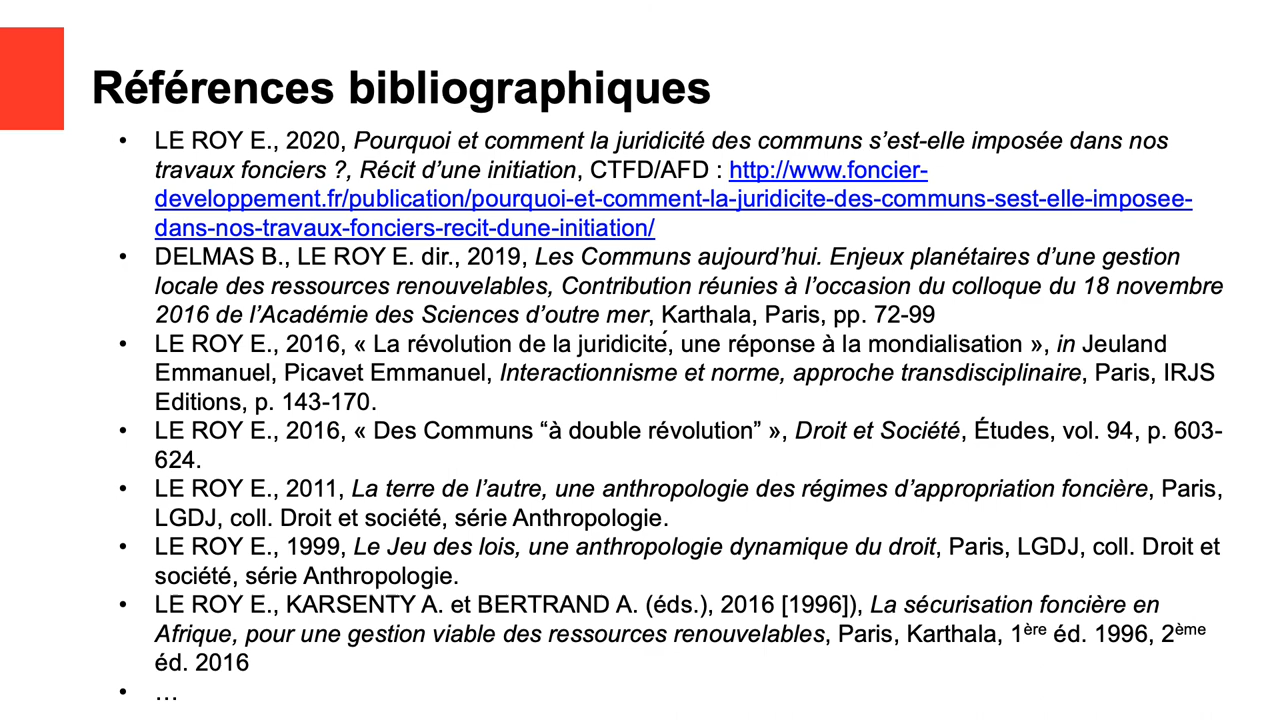 Références bibliographiques
• LE ROY E., 2020, Pourquoi et comment la juridicité des communs s’est-elle imposée dans nos
travaux fonciers ?, Récit d’une initiation, CTFD/AFD : http://www.foncier-
developpement.fr/publication/pourquoi-et-comment-la-juridicite-des-communs-sest-elle-imposee-
dans-nos-travaux-fonciers-recit-dune-initiation/
• DELMAS B., LE ROY E. dir., 2019, Les Communs aujourd’hui. Enjeux planétaires d’une gestion
locale des ressources renouvelables, Contribution réunies à l’occasion du colloque du 18 novembre
2016 de l’Académie des Sciences d’outre mer, Karthala, Paris, pp. 72-99
• LE ROY E., 2016, « La révolution de la juridicité, une réponse à la mondialisation », in Jeuland
Emmanuel, Picavet Emmanuel, Interactionnisme et norme, approche transdisciplinaire, Paris, IRJS
Editions, p. 143-170.
• LE ROY E., 2016, « Des Communs “à double révolution” », Droit et Société, Études, vol. 94, p. 603-
624.
• LE ROY E., 2011, La terre de l’autre, une anthropologie des régimes d’appropriation foncière, Paris,
LGDJ, coll. Droit et société, série Anthropologie.
• LE ROY E., 1999, Le Jeu des lois, une anthropologie dynamique du droit, Paris, LGDJ, coll. Droit et
société, série Anthropologie.
• LE ROY E., KARSENTY A. et BERTRAND A. (éds.), 2016 [1996]), La sécurisation foncière en
Afrique, pour une gestion viable des ressources renouvelables, Paris, Karthala, 1ère éd. 1996, 2ème
éd. 2016
• …